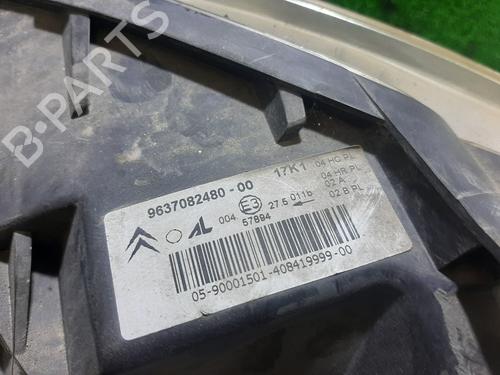 B-PARTS
9637082480-00 17K1 04 HC PL
04 HR PL
AL 004 E3 27.5 011b 02 A
57894 02 B PL
05-90001501-408419999-00